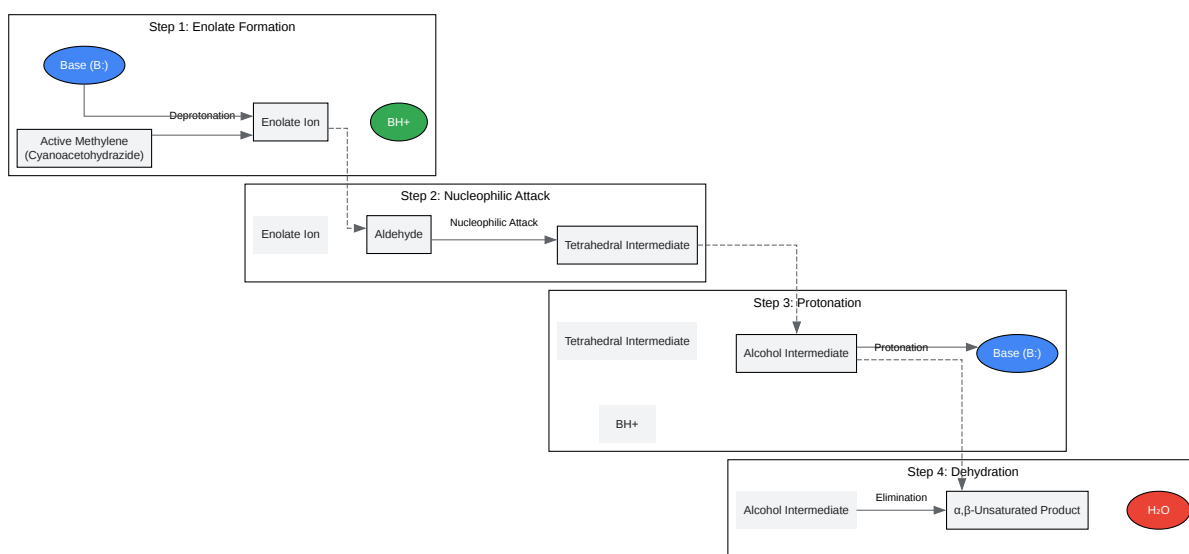 Step 1: Enolate Formation
Base (B:)
Deprotonation
Enolate Ion
BH+
Active Methylene
(Cyanoacetohydrazide)
Step 2: Nucleophilic Attack
Enolate Ion
Aldehyde
Nucleophilic Attack
Tetrahedral Intermediate
Step 3: Protonation
Tetrahedral Intermediate
Alcohol Intermediate
Protonation
Base (B:)
BH+
Step 4: Dehydration
Alcohol Intermediate
Elimination
α,β-Unsaturated Product
H₂O